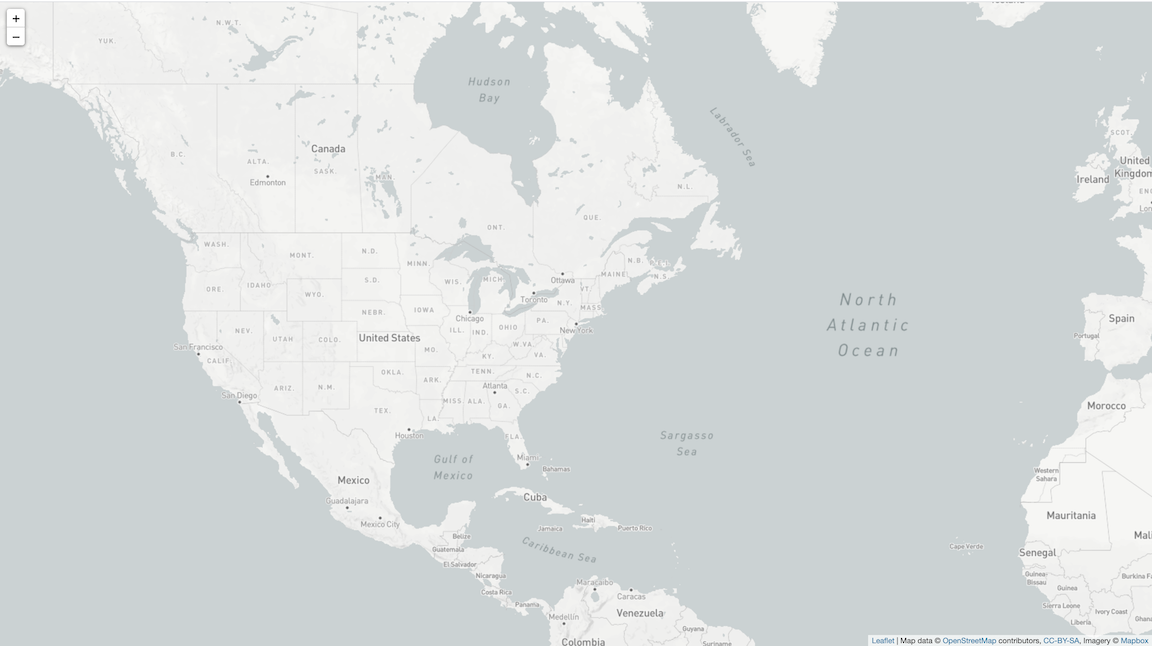 +
−
N.W.T.
YUK.
Hudson
Bay
Labrador Sea
SCOT.
United
Kingdom
Ireland
B.C.
ALTA.
Canada
SASK.
MAN.
Edmonton
N.L.
QUE.
ONT.
WASH.
MONT.
N.D.
MINN.
N.B.
N.S.
MAINE
Ottawa
ORE.
IDAHO
WYO.
S.D.
WIS.
MICH.
VT.
Toronto
N.Y.
MASS.
NEBR.
IOWA
Chicago
New York
North
Atlantic
Ocean
NEV.
UTAH
COLO.
United States
ILL.
IND.
OHIO
PA.
Spain
Portugal
San Francisco
CALIF.
MO.
KY.
W.VA.
VA.
OKLA.
TENN.
N.C.
ARIZ.
N.M.
ARK.
Atlanta
S.C.
San Diego
TEX.
MISS.
ALA.
GA.
Morocco
LA.
Houston
FLA.
Sargasso
Sea
Gulf of
Mexico
Miami
Bahamas
Western
Sahara
Mexico
Guadalajara
Cuba
Mexico City
Haiti
Jamaica
Puerto Rico
Mauritania
Mali
Belize
Guatemala
Caribbean Sea
Cape Verde
Senegal
El Salvador
Nicaragua
Costa Rica
Panama
Maracaibo
Caracas
Guinea
Bissau
Guinea
Burkina Fa
Medellín
Venezuela
Sierra Leone
Ivory Coast
Ghana
Liberia
Guyana
Colombia
Suriname
Leaflet | Map data © OpenStreetMap contributors, CC-BY-SA, Imagery © Mapbox